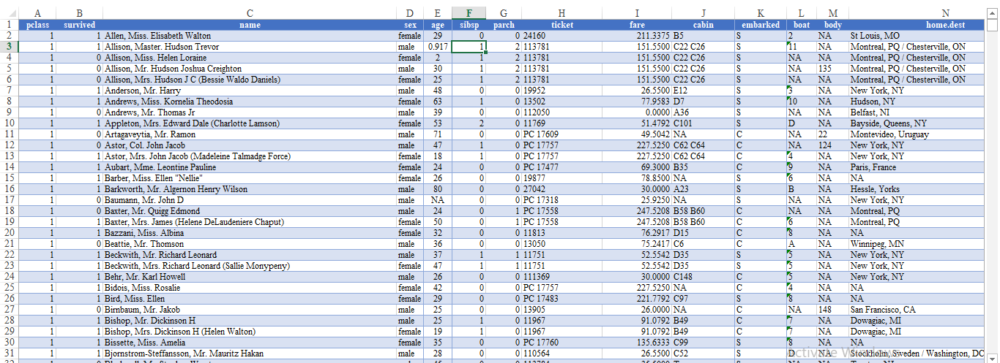 A B C D E F G H I J K L M N
1 pclass survived name sex age sibsp parch ticket fare cabin embarked boat body home.dest
2 1 1 Allen, Miss. Elisabeth Walton female 29 0 0 24160 211.3375 B5 S 2 NA St Louis, MO
3 1 1 Allison, Master. Hudson Trevor male 0.917 1 2 113781 151.5500 C22 C26 S 11 NA Montreal, PQ / Chesterville, ON
4 1 0 Allison, Miss. Helen Loraine female 2 1 2 113781 151.5500 C22 C26 S NA NA Montreal, PQ / Chesterville, ON
5 1 0 Allison, Mr. Hudson Joshua Creighton male 30 1 2 113781 151.5500 C22 C26 S NA 135 Montreal, PQ / Chesterville, ON
6 1 0 Allison, Mrs. Hudson J C (Bessie Waldo Daniels) female 25 1 2 113781 151.5500 C22 C26 S NA NA Montreal, PQ / Chesterville, ON
7 1 1 Anderson, Mr. Harry male 48 0 0 19952 26.5500 E12 S 3 NA New York, NY
8 1 1 Andrews, Miss. Kornelia Theodosia female 63 1 0 13502 77.9583 D7 S 10 NA Hudson, NY
9 1 0 Andrews, Mr. Thomas Jr male 39 0 0 112050 0.0000 A36 S NA NA Belfast, NI
10 1 1 Appleton, Mrs. Edward Dale (Charlotte Lamson) female 53 2 0 11769 51.4792 C101 S D NA Bayside, Queens, NY
11 1 0 Artagaveytia, Mr. Ramon male 71 0 0 PC 17609 49.5042 NA C NA 22 Montevideo, Uruguay
12 1 0 Astor, Col. John Jacob male 47 1 0 PC 17757 227.5250 C62 C64 C NA 124 New York, NY
13 1 1 Astor, Mrs. John Jacob (Madeleine Talmadge Force) female 18 1 0 PC 17757 227.5250 C62 C64 C 4 NA New York, NY
14 1 1 Aubart, Mme. Leontine Pauline female 24 0 0 PC 17477 69.3000 B35 C 9 NA Paris, France
15 1 1 Barber, Miss. Ellen "Nellie" female 26 0 0 19877 78.8500 NA S 6 NA NA
16 1 1 Barkworth, Mr. Algernon Henry Wilson male 80 0 0 27042 30.0000 A23 S B NA Hessle, Yorks
17 1 0 Baumann, Mr. John D male NA 0 0 PC 17318 25.9250 NA S NA NA New York, NY
18 1 0 Baxter, Mr. Quigg Edmond male 24 0 1 PC 17558 247.5208 B58 B60 C NA NA Montreal, PQ
19 1 1 Baxter, Mrs. James (Helene DeLaudeniere Chaput) female 50 0 1 PC 17558 247.5208 B58 B60 C 6 NA Montreal, PQ
20 1 1 Bazzani, Miss. Albina female 32 0 0 11813 76.2917 D15 C 8 NA NA
21 1 0 Beattie, Mr. Thomson male 36 0 0 13050 75.2417 C6 C A NA Winnipeg, MN
22 1 1 Beckwith, Mr. Richard Leonard male 37 1 1 11751 52.5542 D35 S 5 NA New York, NY
23 1 1 Beckwith, Mrs. Richard Leonard (Sallie Monypeny) female 47 1 1 11751 52.5542 D35 S 5 NA New York, NY
24 1 1 Behr, Mr. Karl Howell male 26 0 0 111369 30.0000 C148 C 5 NA New York, NY
25 1 1 Bidois, Miss. Rosalie female 42 0 0 PC 17757 227.5250 NA C 4 NA NA
26 1 1 Bird, Miss. Ellen female 29 0 0 PC 17483 221.7792 C97 S 8 NA NA
27 1 0 Birnbaum, Mr. Jakob male 25 0 0 13905 26.0000 NA C NA 148 San Francisco, CA
28 1 1 Bishop, Mr. Dickinson H male 25 1 0 11967 91.0792 B49 C 7 NA Dowagiac, MI
29 1 1 Bishop, Mrs. Dickinson H (Helen Walton) female 19 1 0 11967 91.0792 B49 C 7 NA Dowagiac, MI
30 1 1 Bissette, Miss. Amelia female 35 0 0 PC 17760 135.6333 C99 S 8 NA NA
31 1 1 Bjornstrom-Steffansson, Mr. Mauritz Hakan male 28 0 0 110564 26.5500 C52 S D NA Stockholm, Sweden / Washington, DC
Activate Windows